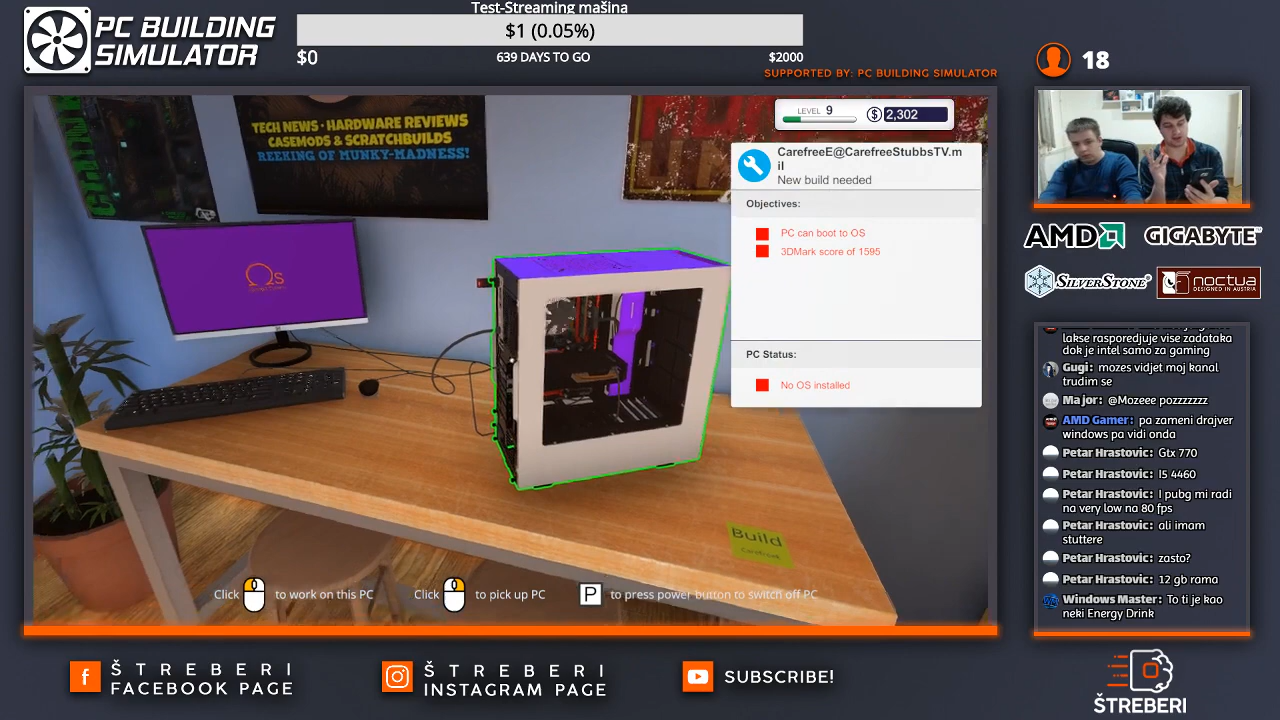 Test-Streaming mašina
PC BUILDING
SIMULATOR
$1 (0.05%)
$0
639 DAYS TO GO
$2000
SUPPORTED BY: PC BUILDING SIMULATOR
18
TECH NEWS · HARDWARE REVIEWS
CASEMODS & SCRATCHBUILDS
REEKING OF MUNKY-MADNESS!
LEVEL 9
$ 2,302
CarefreeE@CarefreeStubbsTV.m
il
New build needed
Objectives:
PC can boot to OS
3DMark score of 1595
PC Status:
No OS installed
Ωs
Build
Click to work on this PC
Click to pick up PC
P to press power button to switch off PC
AMD GIGABYTE™
SILVERSTONE® noctua
DESIGNED IN AUSTRIA
lakse rasporedjuje vise zadataka
dok je intel samo za gaming
Gugi: mozes vidjet moj kanal
trudim se
Major: @Mozeee pozzzzzz
AMD Gamer: pa zameni drajver
windows pa vidi onda
Petar Hrastovic: Gtx 770
Petar Hrastovic: I5 4460
Petar Hrastovic: I pubg mi radi
na very low na 80 fps
Petar Hrastovic: ali imam
stuttere
Petar Hrastovic: zasto?
Petar Hrastovic: 12 gb rama
Windows Master: To ti je kao
neki Energy Drink
ŠTREBERI
FACEBOOK PAGE
ŠTREBERI
INSTAGRAM PAGE
SUBSCRIBE!
ŠTREBERI